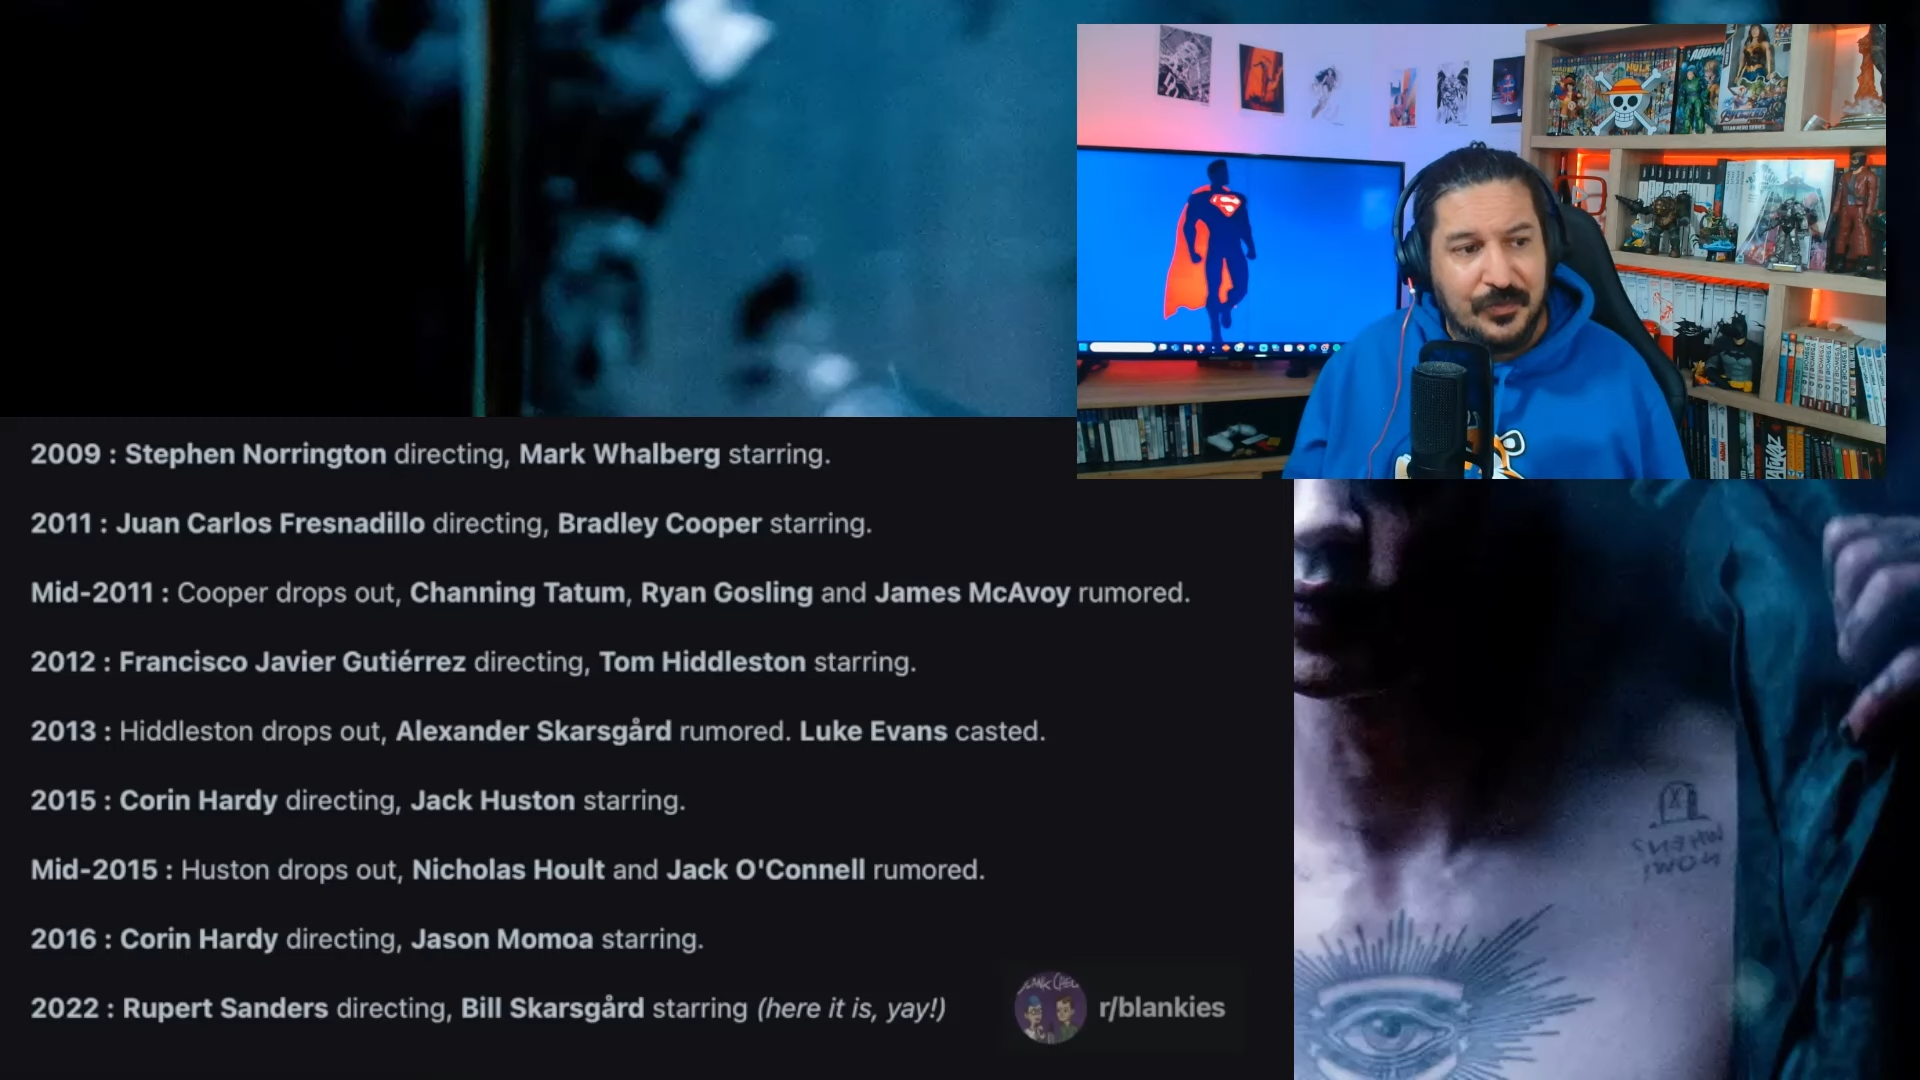 2009 : Stephen Norrington directing, Mark Whalberg starring.
2011 : Juan Carlos Fresnadillo directing, Bradley Cooper starring.
Mid-2011 : Cooper drops out, Channing Tatum, Ryan Gosling and James McAvoy rumored.
2012 : Francisco Javier Gutiérrez directing, Tom Hiddleston starring.
2013 : Hiddleston drops out, Alexander Skarsgård rumored. Luke Evans casted.
2015 : Corin Hardy directing, Jack Huston starring.
Mid-2015 : Huston drops out, Nicholas Hoult and Jack O'Connell rumored.
2016 : Corin Hardy directing, Jason Momoa starring.
2022 : Rupert Sanders directing, Bill Skarsgård starring (here it is, yay!)
r/blankies
WHEN?
NOW!